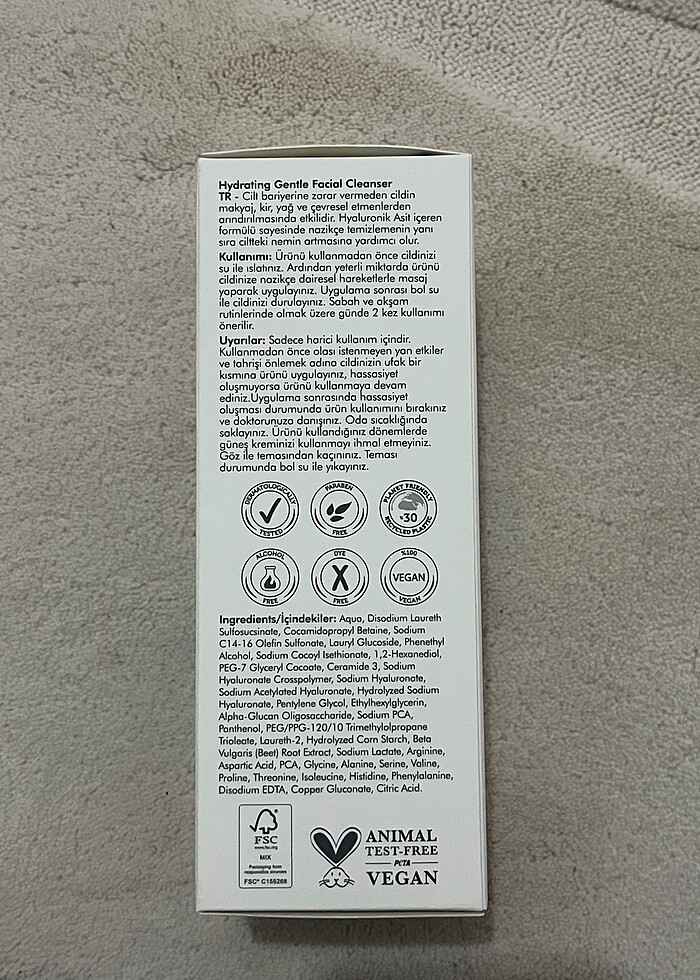 Hydrating Gentle Facial Cleanser
TR - Cilt bariyerine zarar vermeden cildin
makyaj, kir, yağ ve çevresel etmenlerden
arındırılmasında etkilidir. Hyaluronik Asit içeren
formülü sayesinde nazikçe temizlemenin yanı
sıra ciltteki nemin artmasına yardımcı olur.
Kullanımı: Ürünü kullanmadan önce cildinizi
su ile ıslatınız. Ardından yeterli miktarda ürünü
cildinize nazikçe dairesel hareketlerle masaj
yaparak uygulayınız. Uygulama sonrası bol su
ile cildinizi durulayınız. Sabah ve akşam
rutinlerinde olmak üzere günde 2 kez kullanımı
önerilir.
Uyarılar: Sadece harici kullanım içindir.
Kullanmadan önce olası istenmeyen yan etkiler
ve tahrişi önlemek adına cildinizin ufak bir
kısmına ürünü uygulayınız, hassasiyet
oluşmuyorsa ürünü kullanmaya devam
ediniz.Uygulama sonrasında hassasiyet
oluşması durumunda ürün kullanımını bırakınız
ve doktorunuza danışınız. Oda sıcaklığında
saklayınız. Ürünü kullandığınız dönemlerde
güneş kreminizi kullanmayı ihmal etmeyiniz.
Göz ile temasından kaçınınız. Teması
durumunda bol su ile yıkayınız.
DERMATOLOGICALLY TESTED
PARABEN FREE
PLANET FRIENDLY %30 RECYCLED PLASTIC
ALCOHOL FREE
DYE X FREE
%100 VEGAN VEGAN
Ingredients/İçindekiler: Aqua, Disodium Laureth
Sulfosucsinate, Cocamidopropyl Betaine, Sodium
C14-16 Olefin Sulfonate, Lauryl Glucoside, Phenethyl
Alcohol, Sodium Cocoyl Isethionate, 1,2-Hexanediol,
PEG-7 Glyceryl Cocoate, Ceramide 3, Sodium
Hyaluronate Crosspolymer, Sodium Hyaluronate,
Sodium Acetylated Hyaluronate, Hydrolyzed Sodium
Hyaluronate, Pentylene Glycol, Ethylhexylglycerin,
Alpha-Glucan Oligosaccharide, Sodium PCA,
Panthenol, PEG/PPG-120/10 Trimethylolpropane
Trioleate, Laureth-2, Hydrolyzed Corn Starch, Beta
Vulgaris (Beet) Root Extract, Sodium Lactate, Arginine,
Aspartic Acid, PCA, Glycine, Alanine, Serine, Valine,
Proline, Threonine, Isoleucine, Histidine, Phenylalanine,
Disodium EDTA, Copper Gluconate, Citric Acid.
FSC
www.fsc.org
MIX
Packaging from
responsible sources
FSC® C155268
ANIMAL
TEST-FREE
PETA
VEGAN